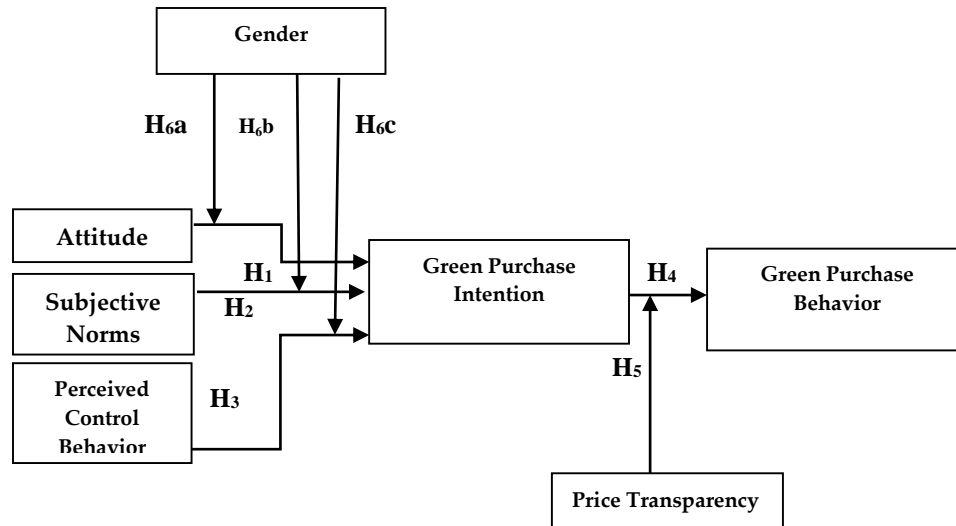 Gender
H6a
H6b
H6c
Attitude
H1
Subjective
Norms
H2
Perceived
Control
Behavior
H3
Green Purchase
Intention
H4
Green Purchase
Behavior
H5
Price Transparency